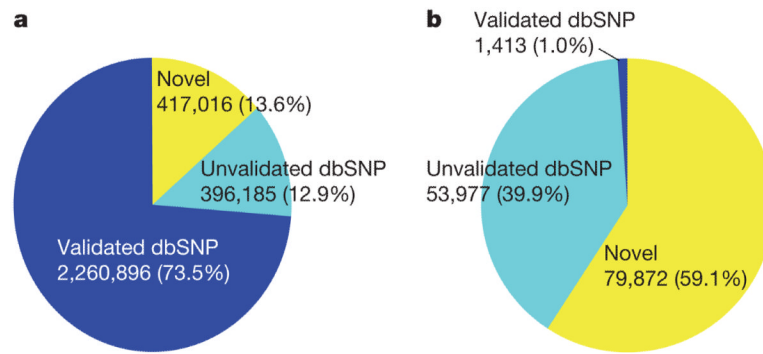 a
Novel
417,016 (13.6%)
Unvalidated dbSNP
396,185 (12.9%)
Validated dbSNP
2,260,896 (73.5%)
b
Validated dbSNP
1,413 (1.0%)
Unvalidated dbSNP
53,977 (39.9%)
Novel
79,872 (59.1%)